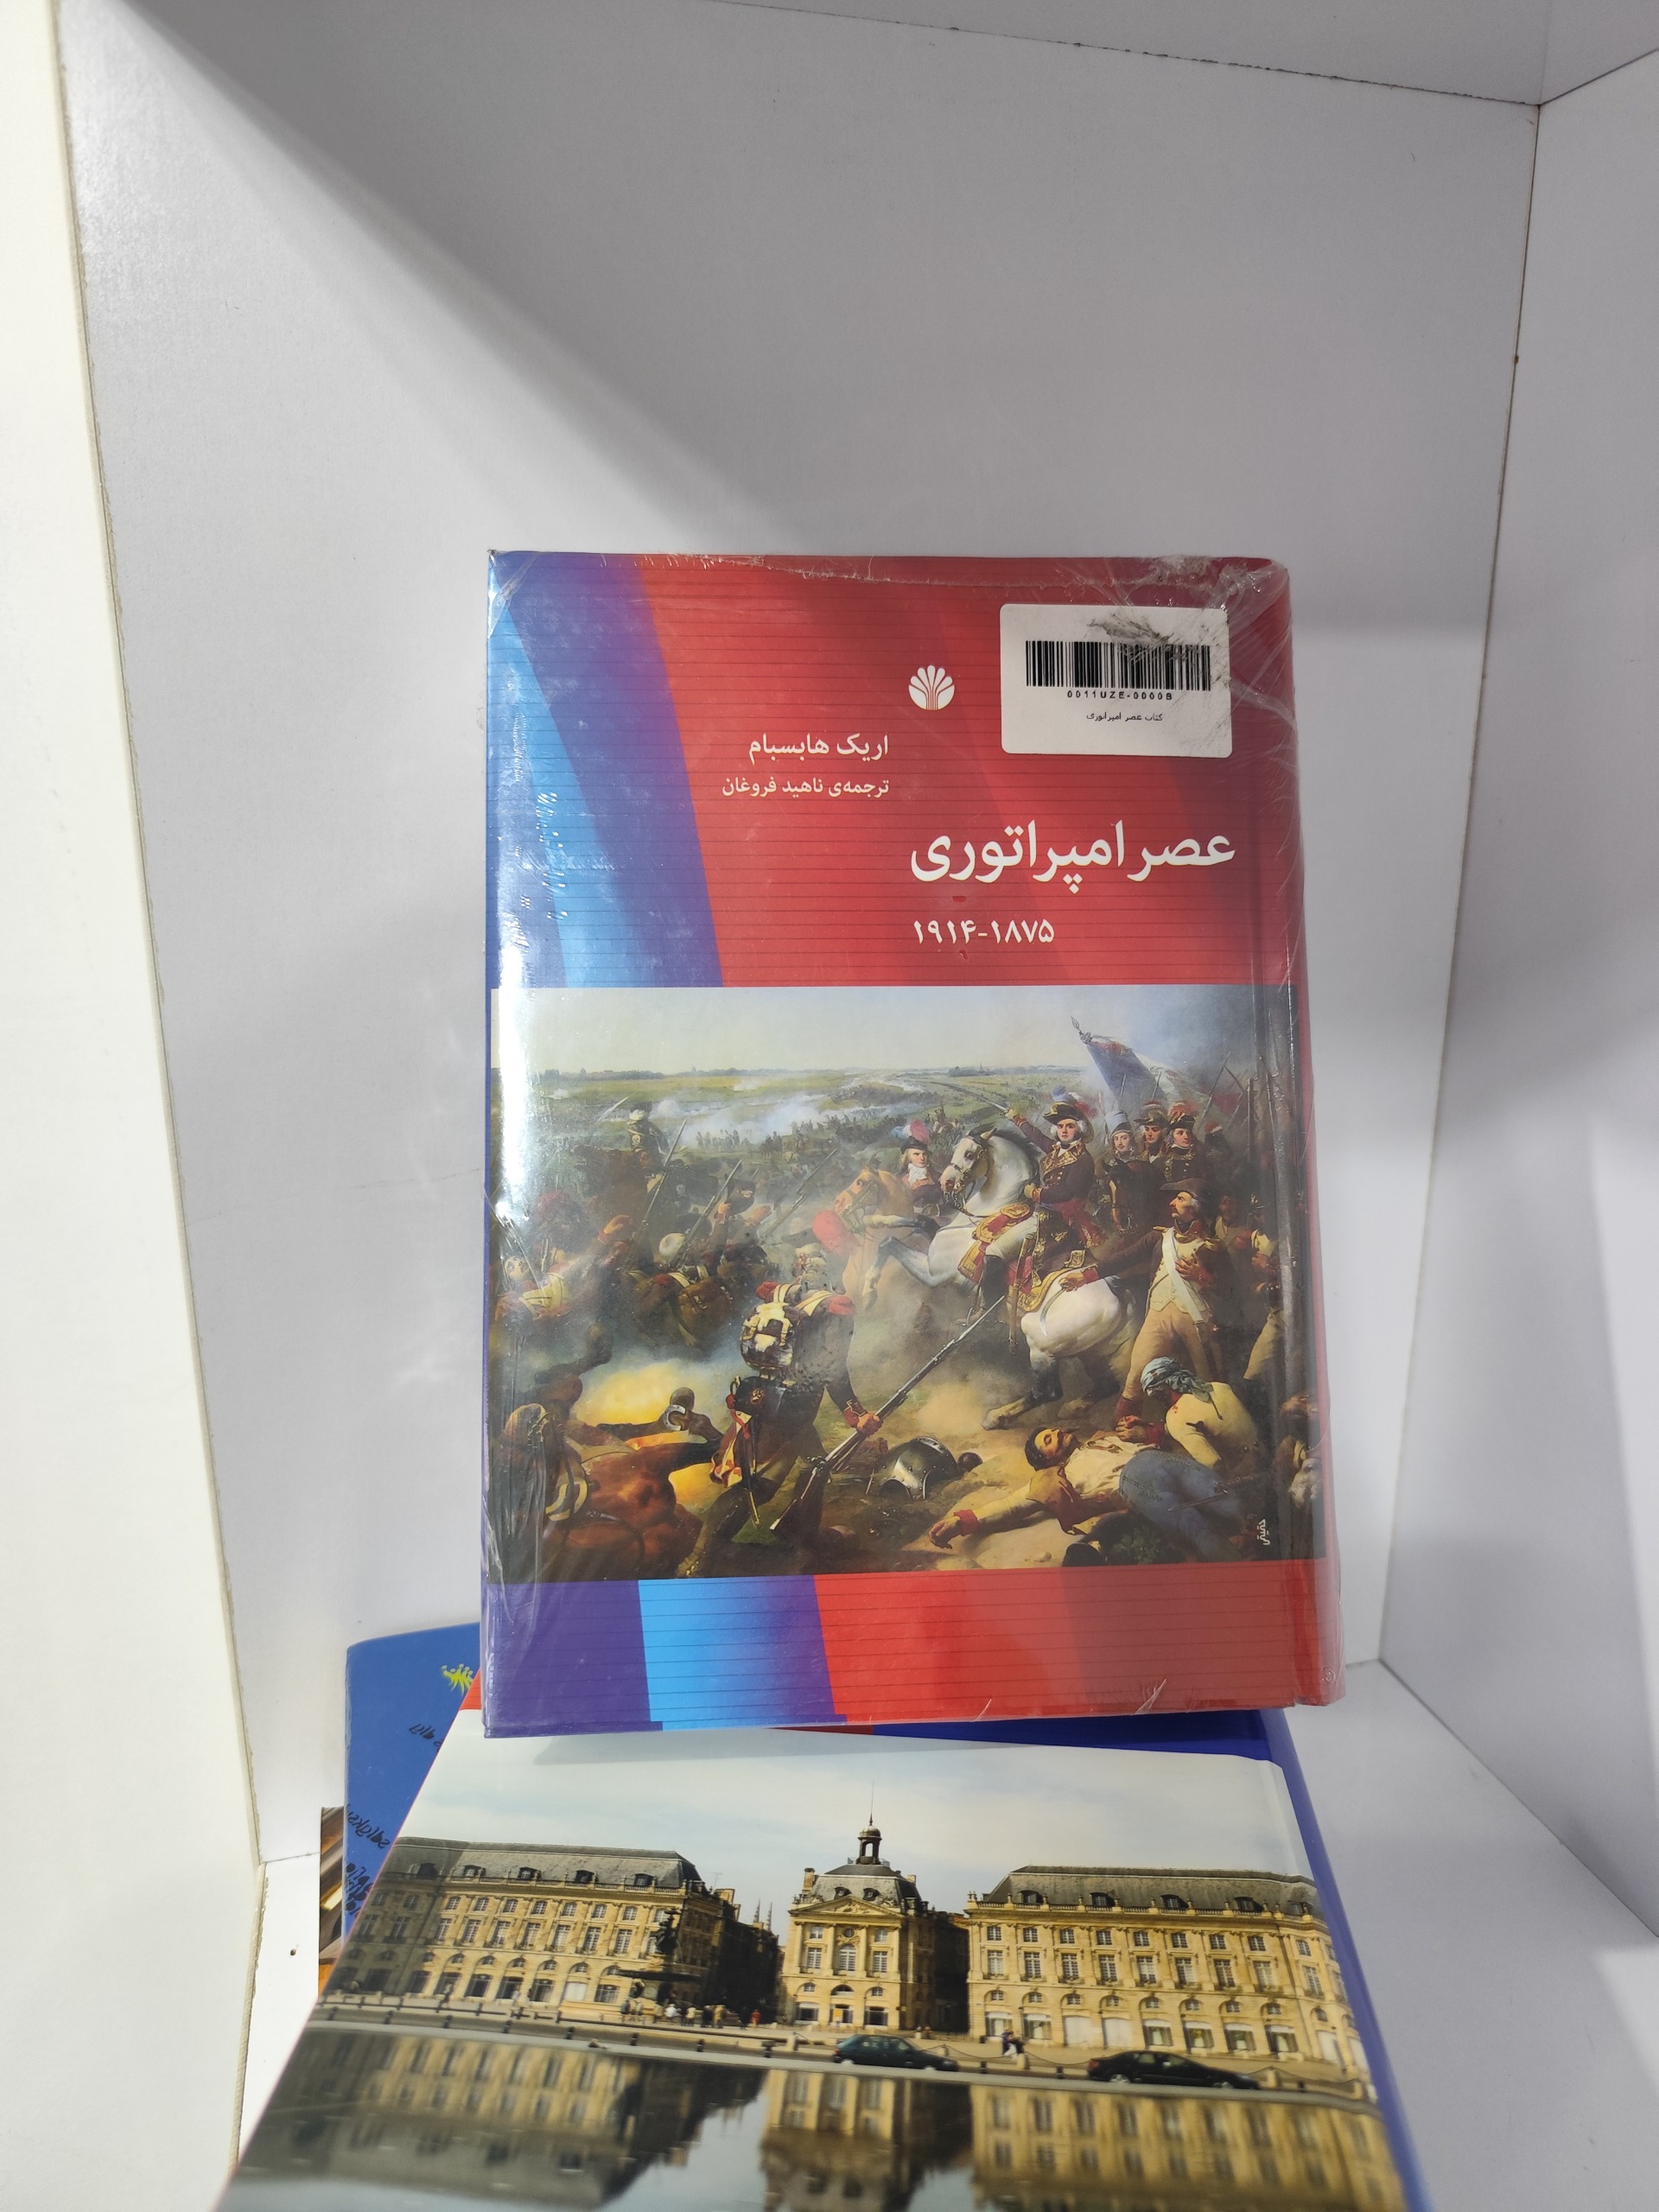 0011UZE-0000B
کتاب عصر امپراتوری
اریک هابسبام
ترجمه‌ی ناهید فروغان
عصر امپراتوری
۱۸۷۵-۱۹۱۴